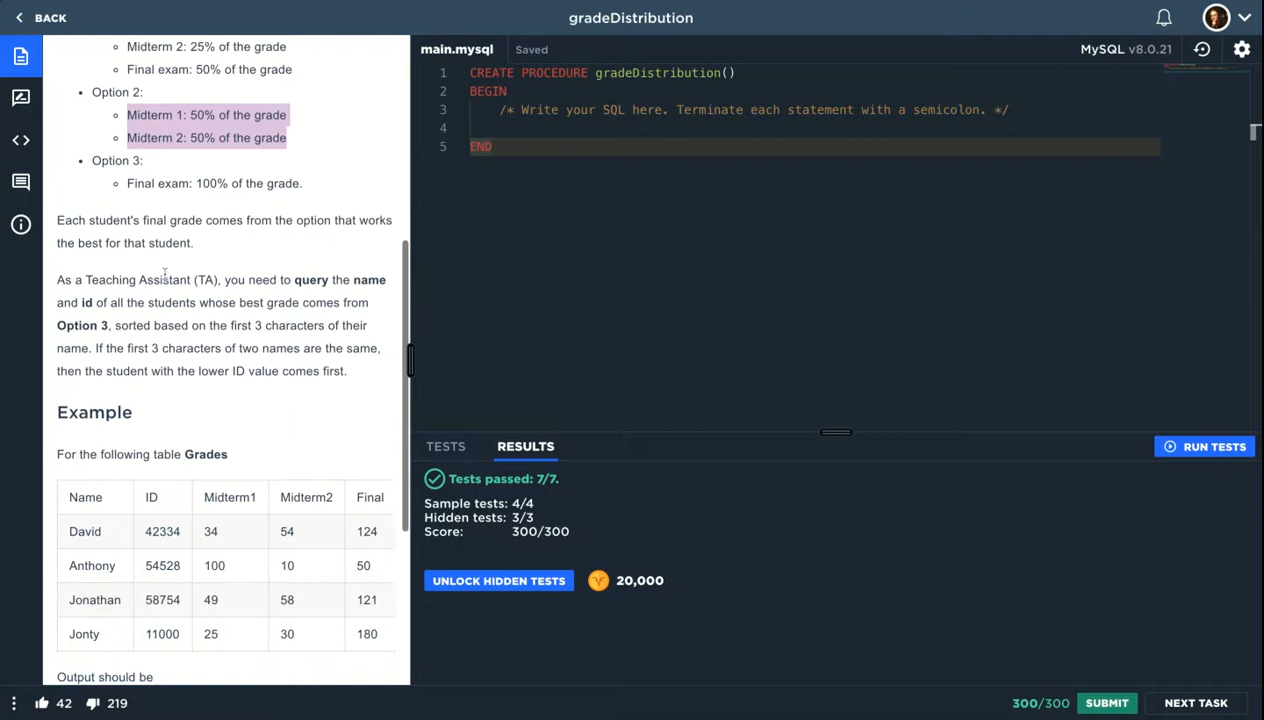 BACK
gradeDistribution
Midterm 2: 25% of the grade
Final exam: 50% of the grade
Option 2:
Midterm 1: 50% of the grade
Midterm 2: 50% of the grade
Option 3:
Final exam: 100% of the grade.
Each student's final grade comes from the option that works
the best for that student.
As a Teaching Assistant (TA), you need to query the name
and id of all the students whose best grade comes from
Option 3, sorted based on the first 3 characters of their
name. If the first 3 characters of two names are the same,
then the student with the lower ID value comes first.
Example
For the following table Grades
Name ID Midterm1 Midterm2 Final
David 42334 34 54 124
Anthony 54528 100 10 50
Jonathan 58754 49 58 121
Jonty 11000 25 30 180
Output should be
main.mysql Saved MySQL v8.0.21
1 CREATE PROCEDURE gradeDistribution()
2 BEGIN
3 /* Write your SQL here. Terminate each statement with a semicolon. */
4
5 END
TESTS RESULTS RUN TESTS
Tests passed: 7/7.
Sample tests: 4/4
Hidden tests: 3/3
Score: 300/300
UNLOCK HIDDEN TESTS 20,000
42 219 300/300 SUBMIT NEXT TASK